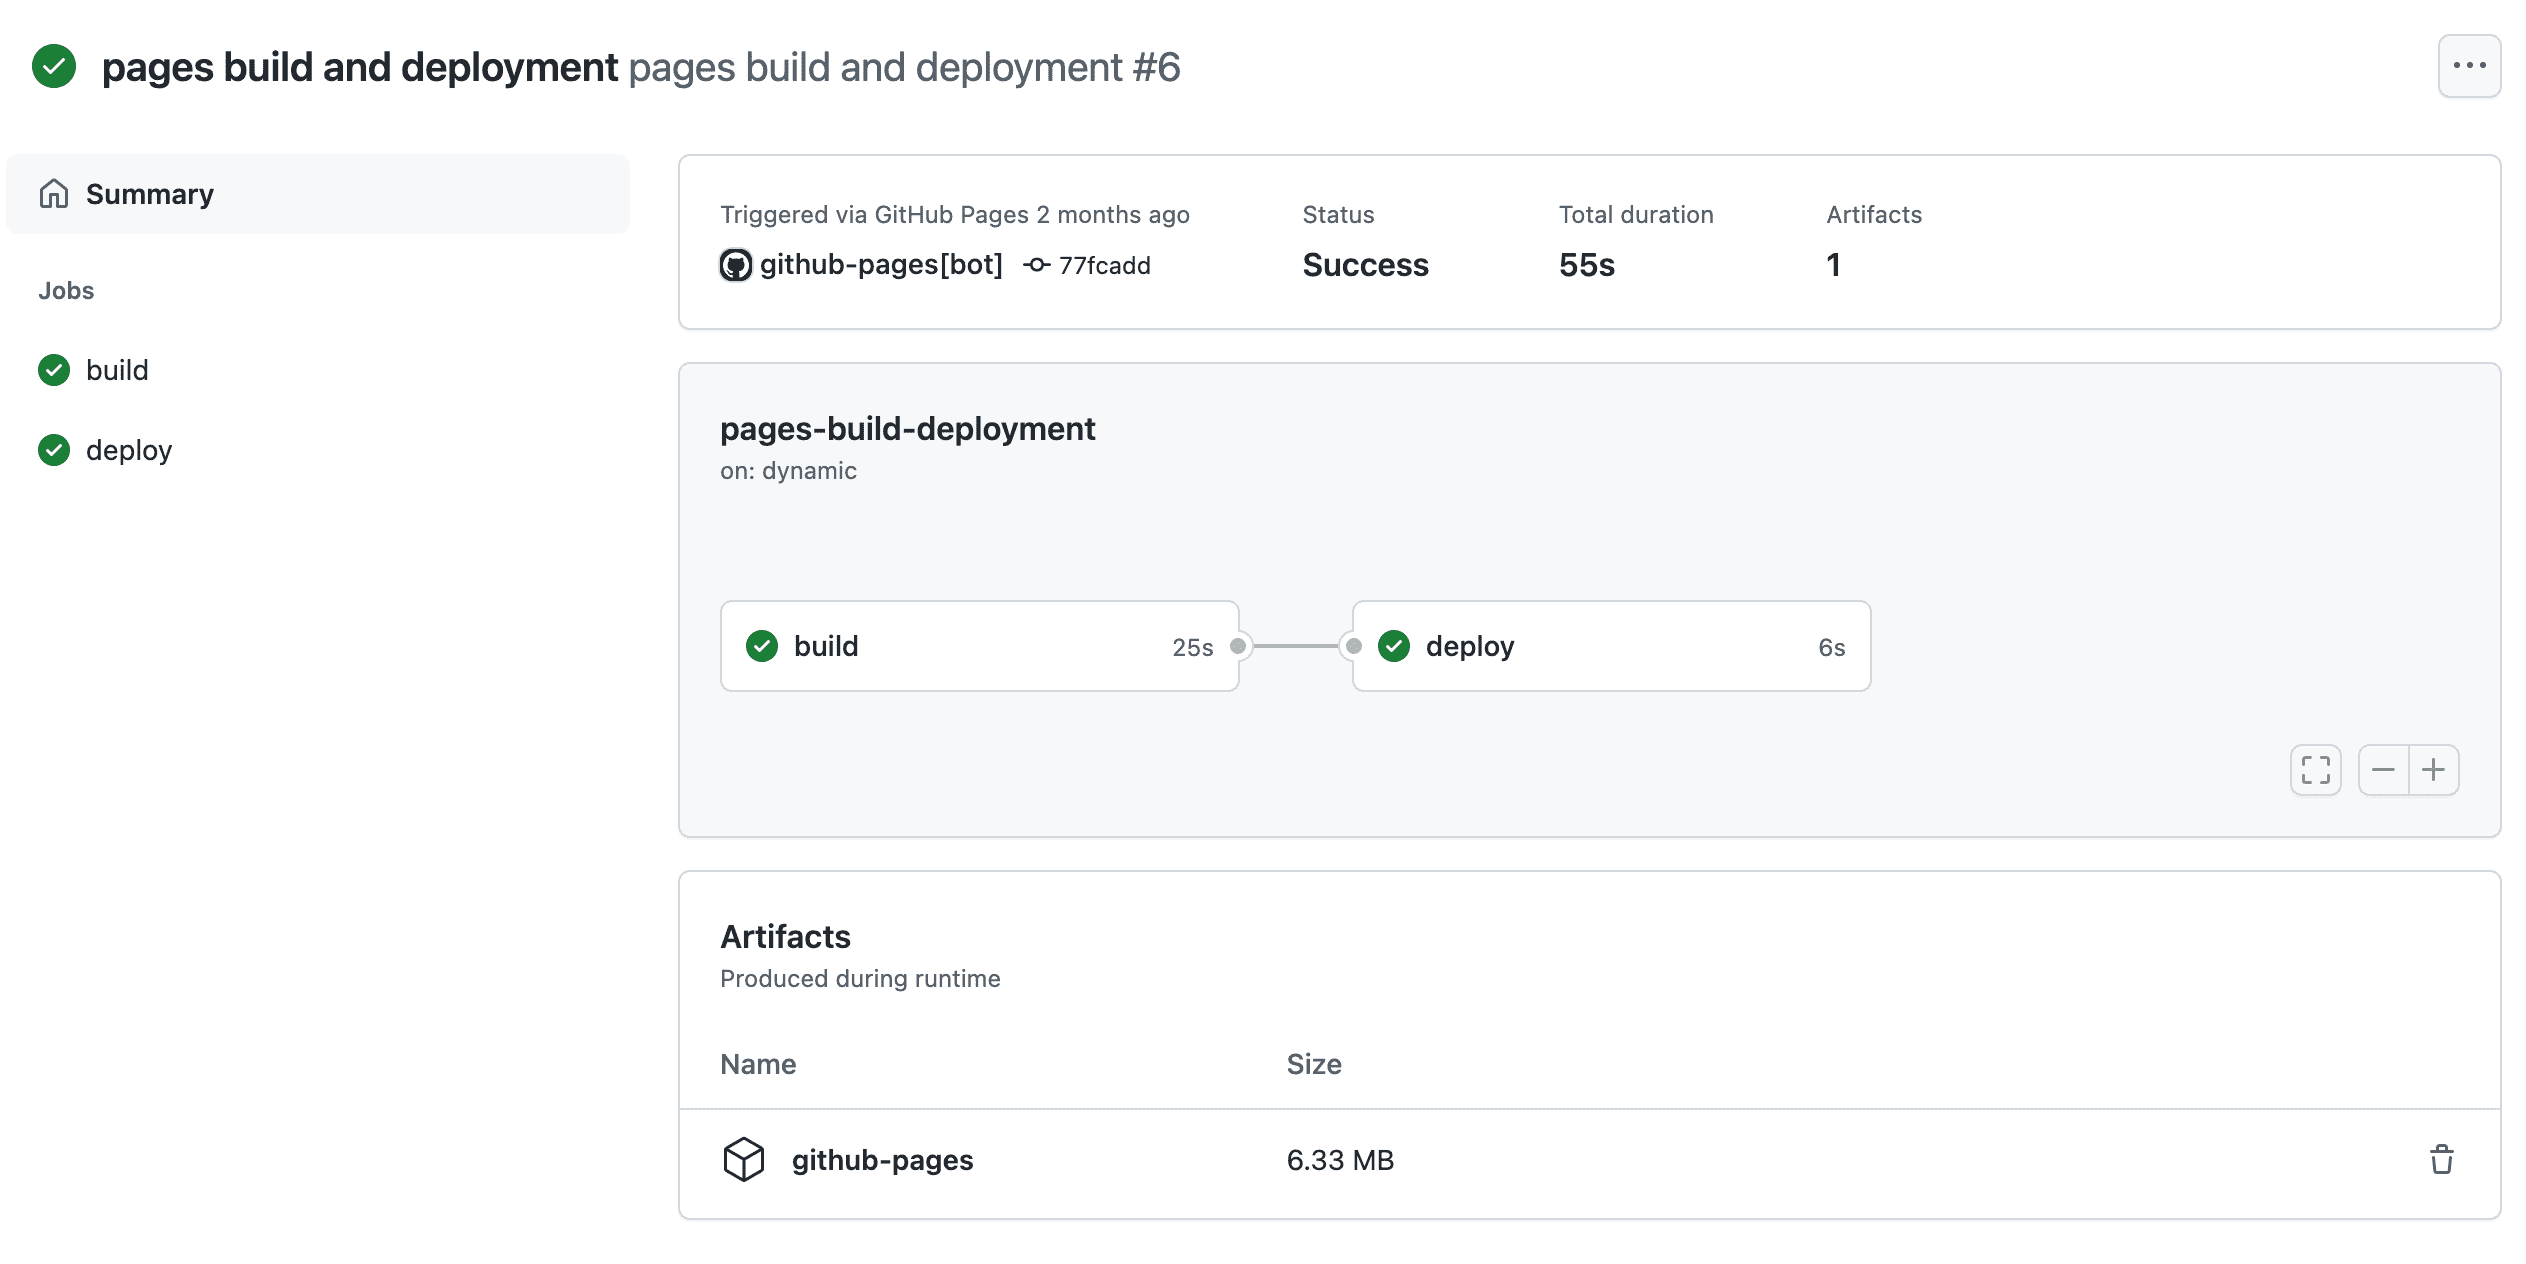 pages build and deployment pages build and deployment #6
Summary
Jobs
build
deploy
Triggered via GitHub Pages 2 months ago
github-pages[bot] 77fcadd
Status
Success
Total duration
55s
Artifacts
1
pages-build-deployment
on: dynamic
build 25s
deploy 6s
Artifacts
Produced during runtime
Name Size
github-pages 6.33 MB